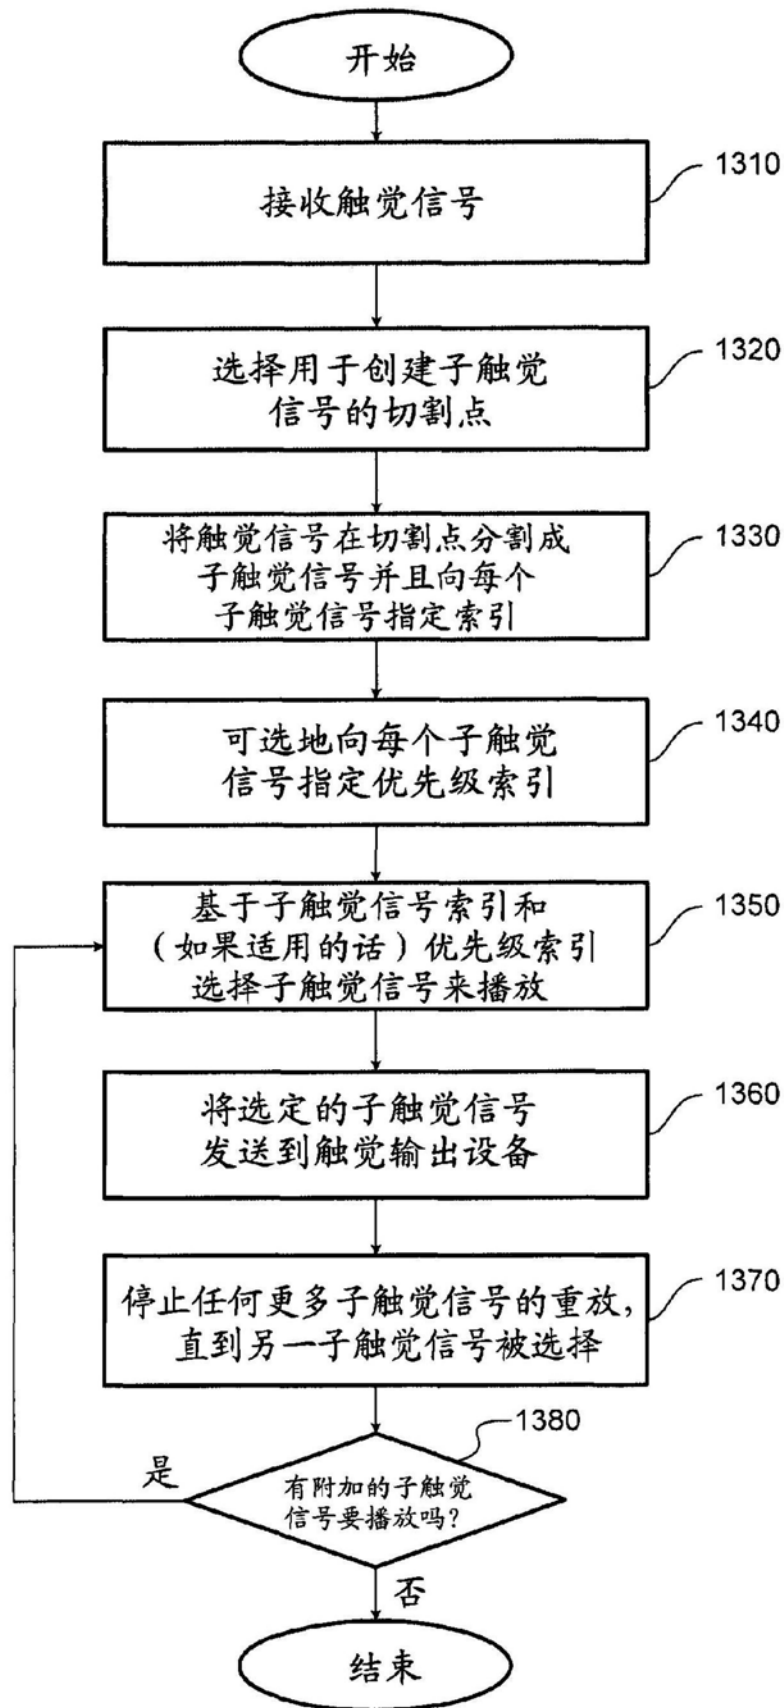 开始
接收触觉信号
1310
选择用于创建子触觉
信号的切割点
1320
将触觉信号在切割点分割成
子触觉信号并且向每个
子触觉信号指定索引
1330
可选地向每个子触觉
信号指定优先级索引
1340
基于子触觉信号索引和
(如果适用的话)优先级索引
选择子触觉信号来播放
1350
将选定的子触觉信号
发送到触觉输出设备
1360
停止任何更多子触觉信号的重放,
直到另一子触觉信号被选择
1370
1380
是
有附加的子触觉
信号要播放吗?
否
结束